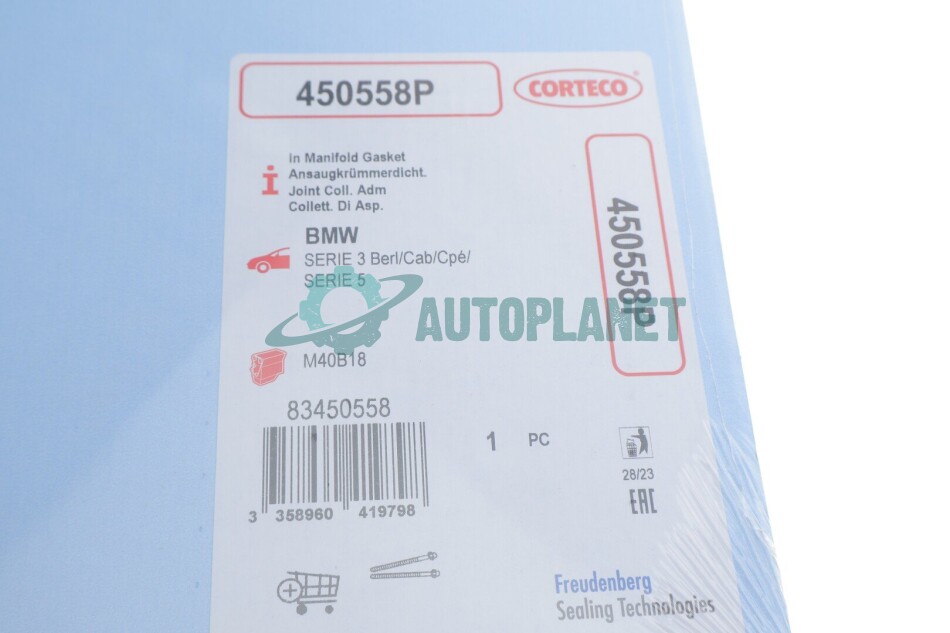 450558P
CORTECO
In Manifold Gasket
Ansaugkrümmerdicht.
Joint Coll. Adm
Collett. Di Asp.
BMW
SERIE 3 Berl/Cab/Cpé/
SERIE 5
450558P
AUTOPLANET
M40B18
83450558
1 PC
28/23
EAC
3 358960 419798
Freudenberg
Sealing Technologies